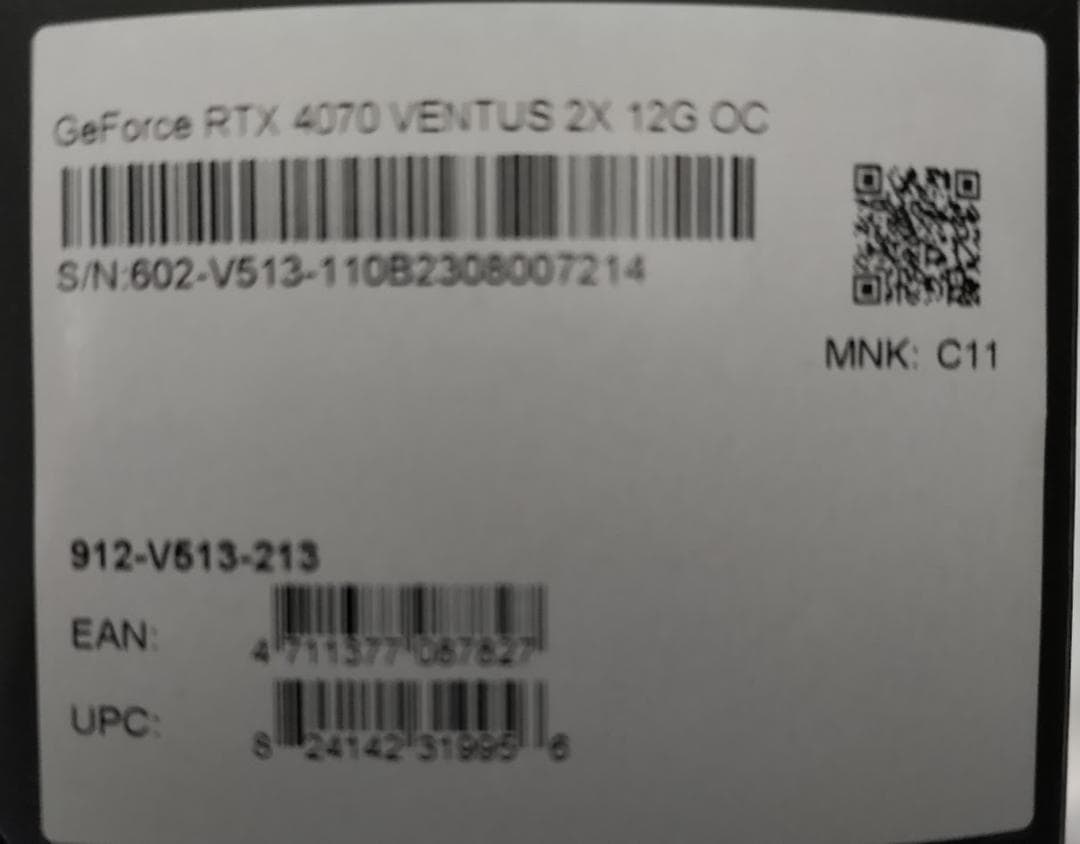 GeForce RTX 4070 VENTUS 2X 12G OC
S/N:602-V513-110B2308007214
MNK: C11
912-V513-213
EAN:
4 711377 087827
UPC:
8 24142 31995 6